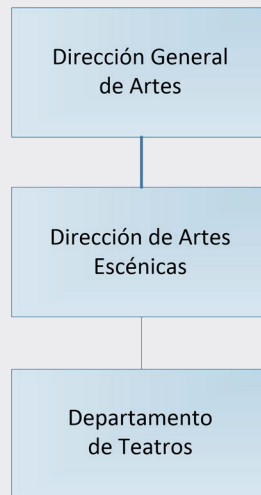 Dirección General
de Artes
Dirección de Artes
Escénicas
Departamento
de Teatros